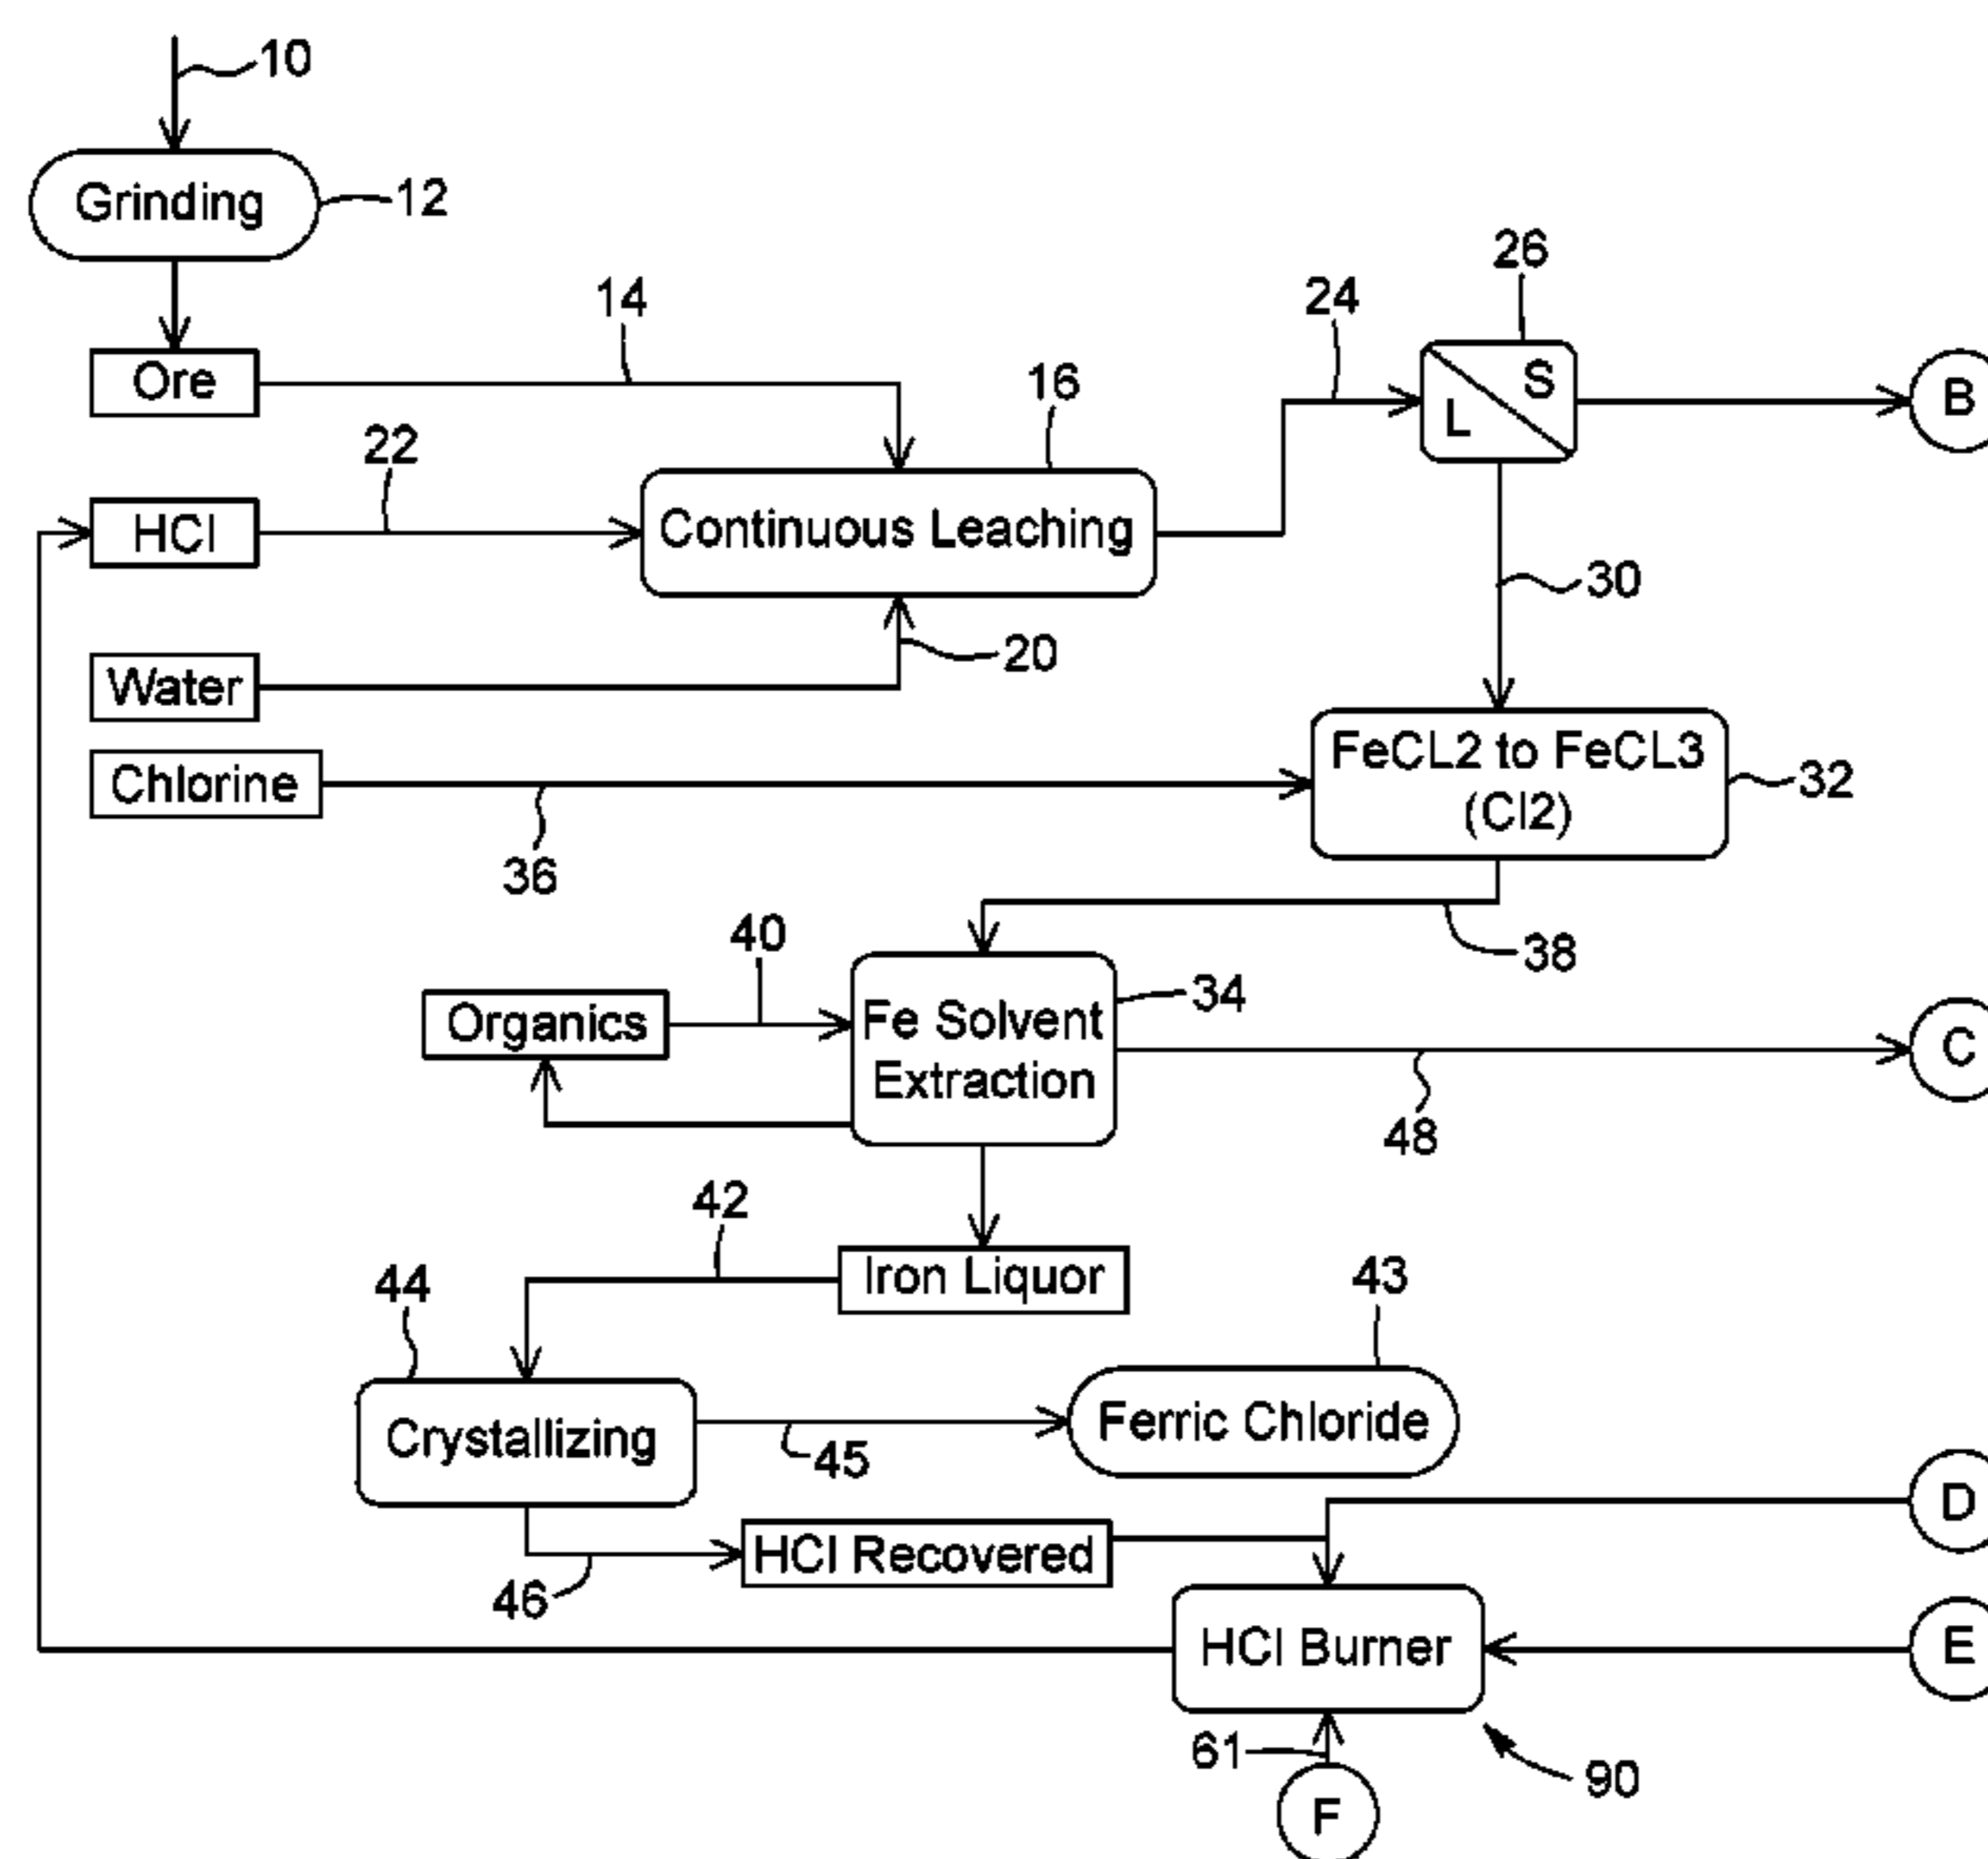 10
Grinding
12
26
14
24
S
L
B
Ore
16
22
HCl
Continuous Leaching
30
20
Water
FeCL2 to FeCL3
(Cl2)
32
Chlorine
36
40
38
34
Organics
Fe Solvent
Extraction
C
48
42
Iron Liquor
43
44
Ferric Chloride
Crystallizing
45
D
HCl Recovered
46
HCl Burner
E
61
90
F